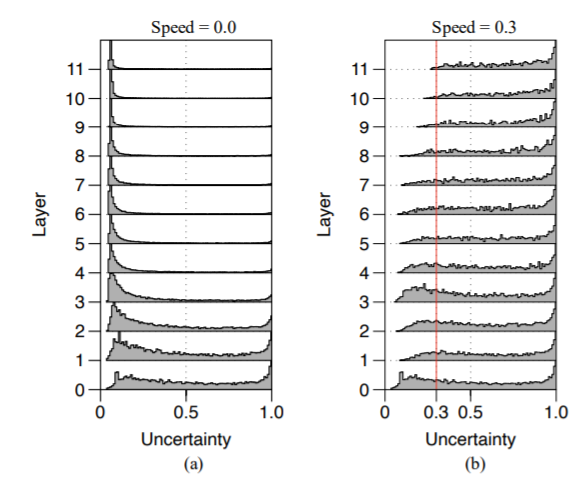 Speed = 0.0
11
10
9
8
7
6
5
4
3
2
1
0
Layer
0 0.5 1.0
Uncertainty
(a)
Speed = 0.3
11
10
9
8
7
6
5
4
3
2
1
0
Layer
0 0.3 0.5 1.0
Uncertainty
(b)